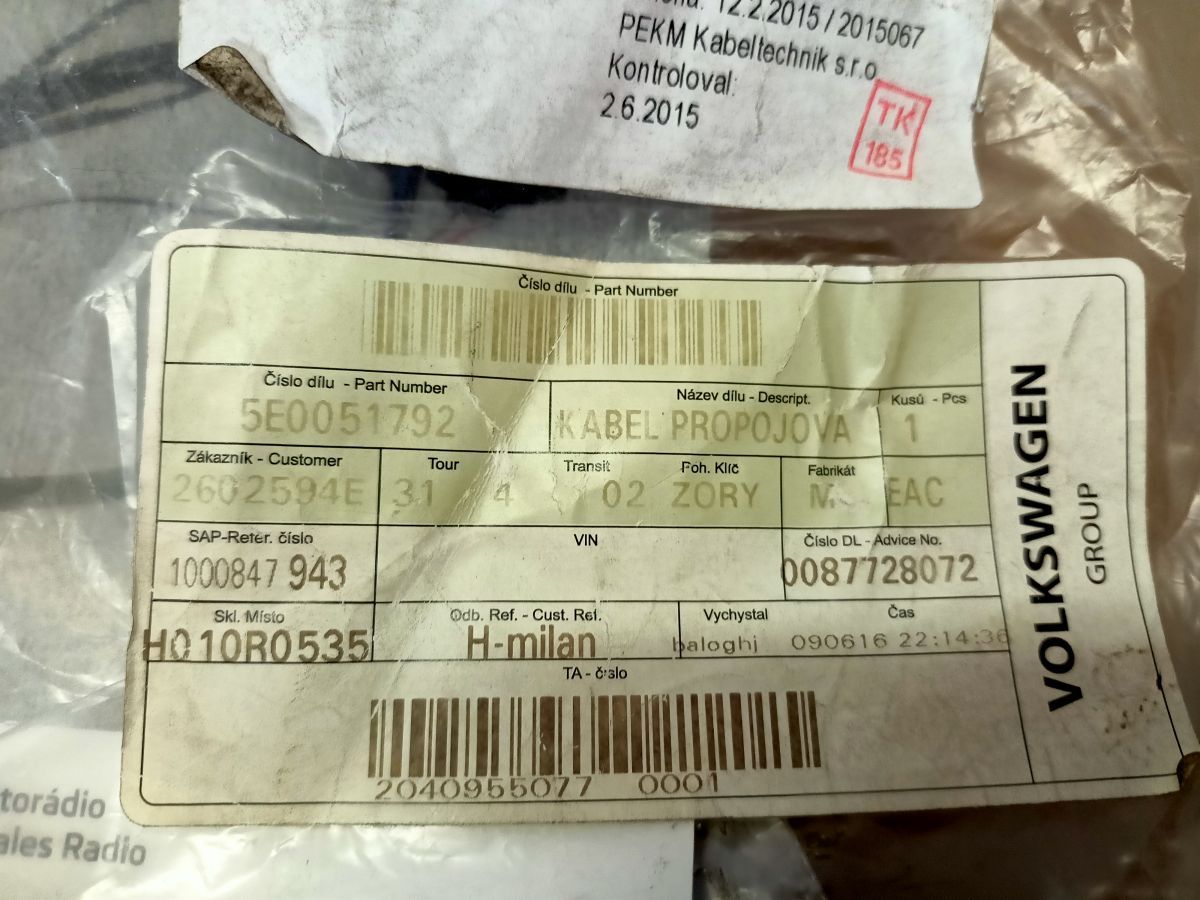 12.2.2015 / 2015067
PEKM Kabeltechnik s.r.o.
Kontroloval:
2.6.2015
TK
185
Číslo dílu - Part Number
Číslo dílu - Part Number
Název dílu - Descript.
Kusů - Pcs
5E0051792
KABEL PROPOJOVA
1
Zákazník - Customer
Tour
Transit
Poh. Klíč
Fabrikát
2602594E
31 4
02
ZORY
EAC
SAP-Refer. číslo
VIN
Číslo DL - Advice No.
1000847 943
0087728072
Skl. Místo
Odb. Ref. - Cust. Ref.
Vychystal
Čas
H010R0535
H-milan
baloghj
090616 22:14:36
TA - číslo
2040955077 0001
VOLKSWAGEN
GROUP
torádio
ales Radio